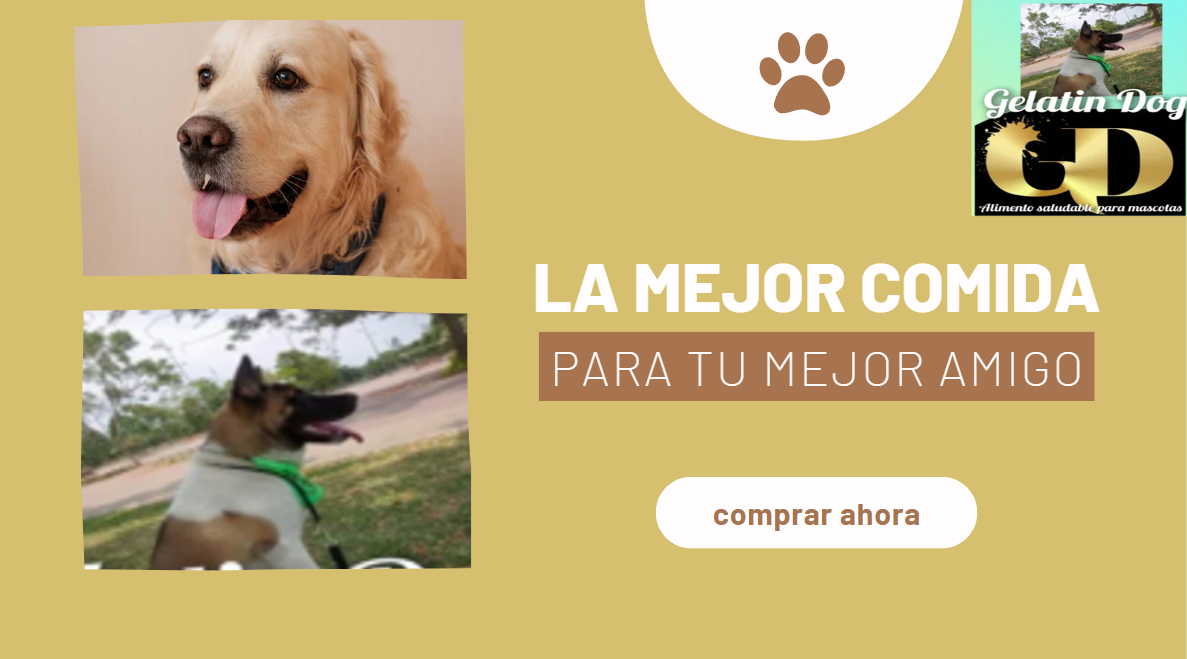 Gelatin Dog
GD
Alimento saludable para mascotas
LA MEJOR COMIDA
PARA TU MEJOR AMIGO
comprar ahora